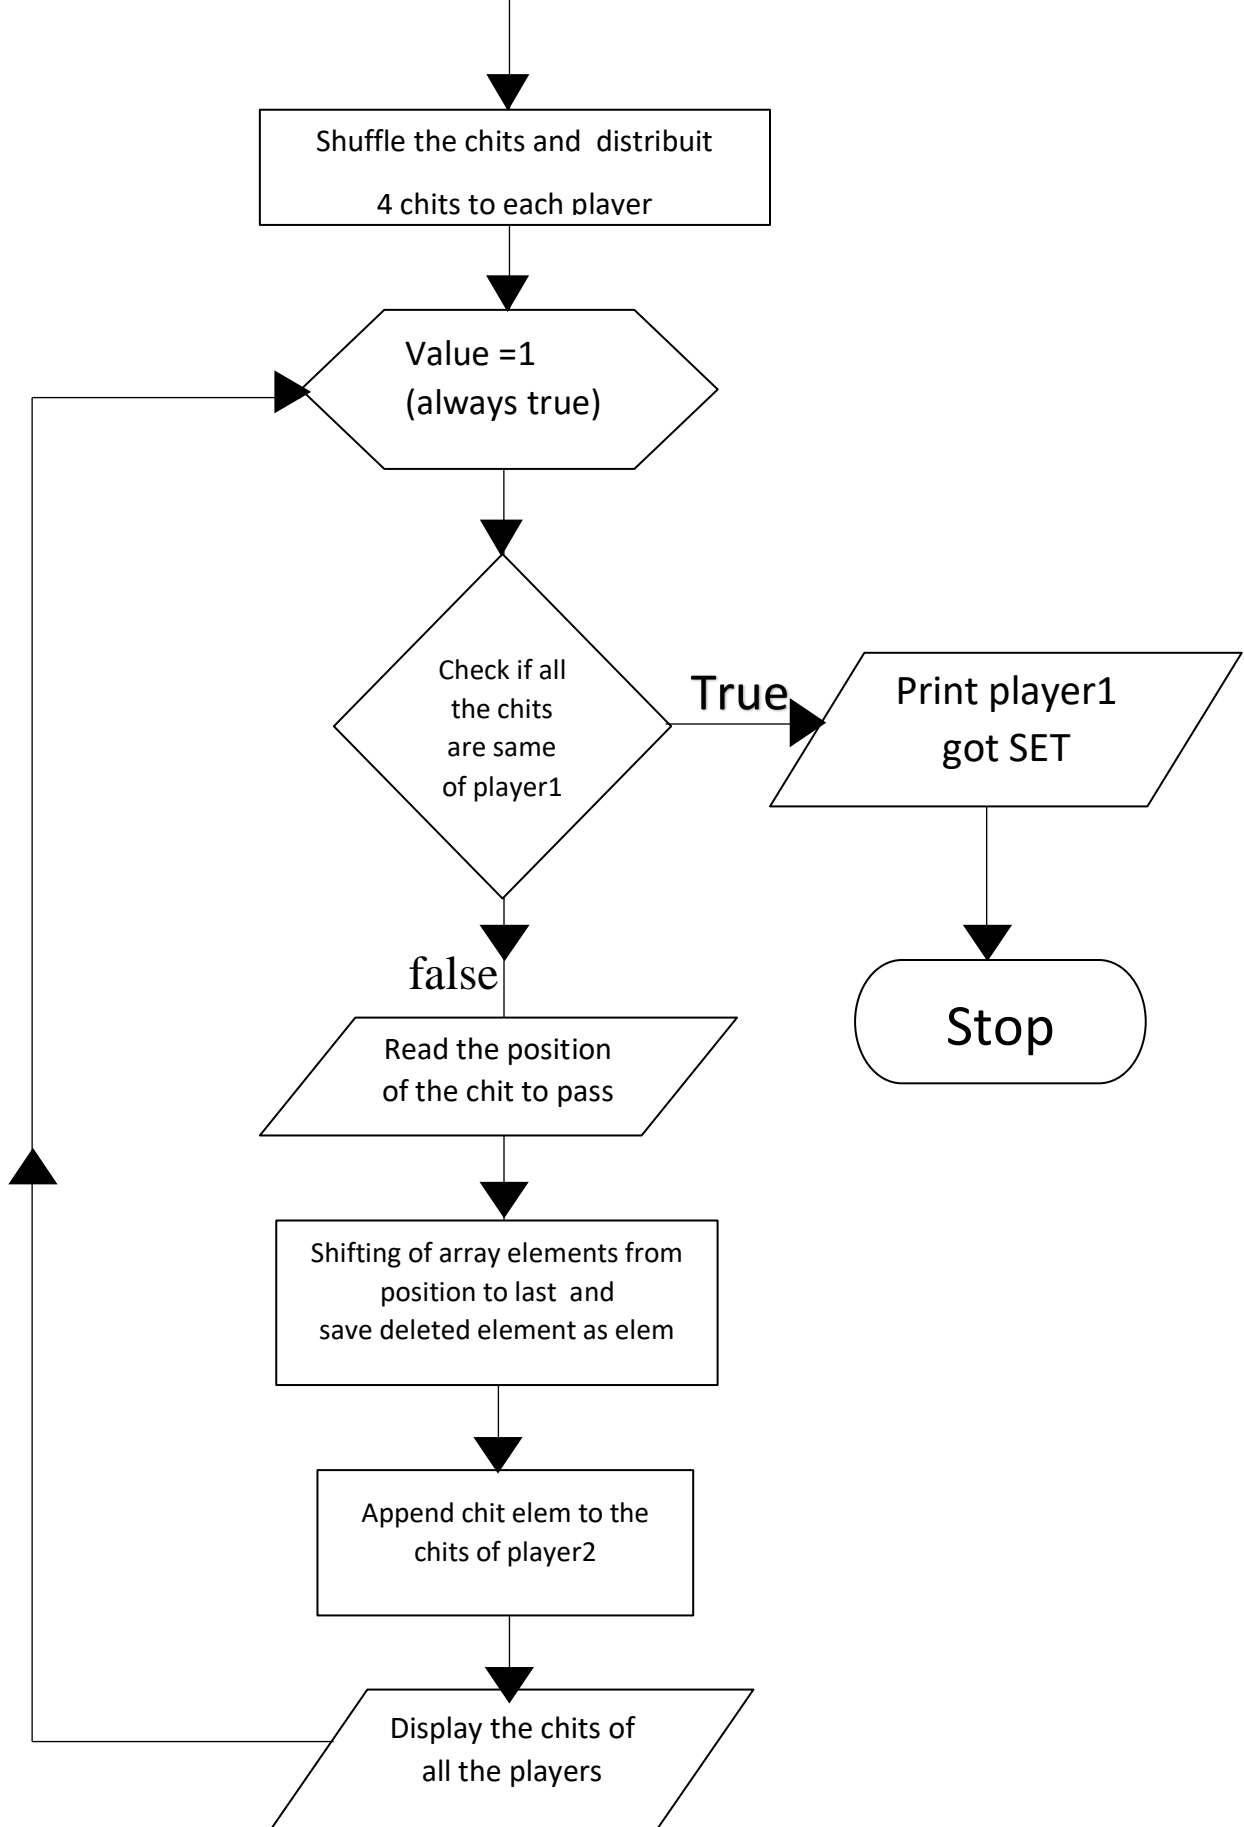 Shuffle the chits and  distribuit
4 chits to each player
Value =1
(always true)
Check if all
the chits
are same
of player1
True
Print player1
got SET
false
Stop
Read the position
of the chit to pass
Shifting of array elements from
position to last  and
save deleted element as elem
Append chit elem to the
chits of player2
Display the chits of
all the players